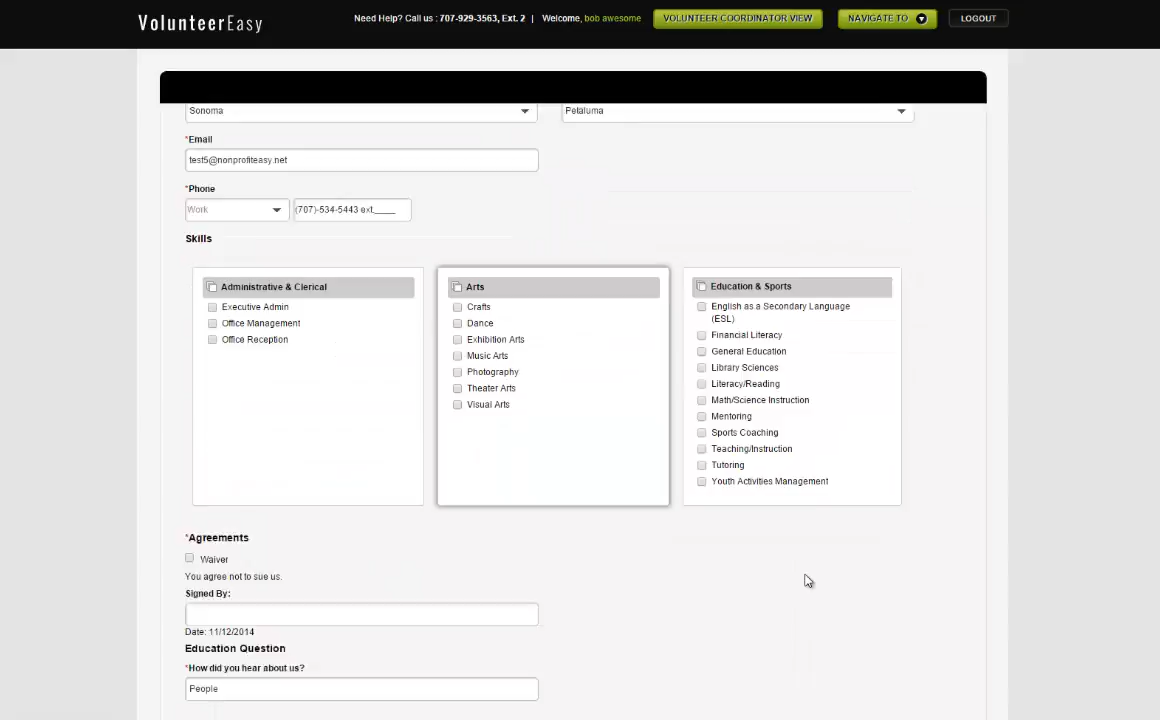 VolunteerEasy
Need Help? Call us : 707-929-3563, Ext. 2 | Welcome, bob awesome
VOLUNTEER COORDINATOR VIEW
NAVIGATE TO
LOGOUT
Sonoma
Petaluma
*Email
test5@nonprofiteasy.net
*Phone
Work
(707)-534-5443 ext.____
Skills
Administrative & Clerical
Executive Admin
Office Management
Office Reception
Arts
Crafts
Dance
Exhibition Arts
Music Arts
Photography
Theater Arts
Visual Arts
Education & Sports
English as a Secondary Language
(ESL)
Financial Literacy
General Education
Library Sciences
Literacy/Reading
Math/Science Instruction
Mentoring
Sports Coaching
Teaching/Instruction
Tutoring
Youth Activities Management
*Agreements
Waiver
You agree not to sue us.
Signed By:
Date: 11/12/2014
Education Question
*How did you hear about us?
People